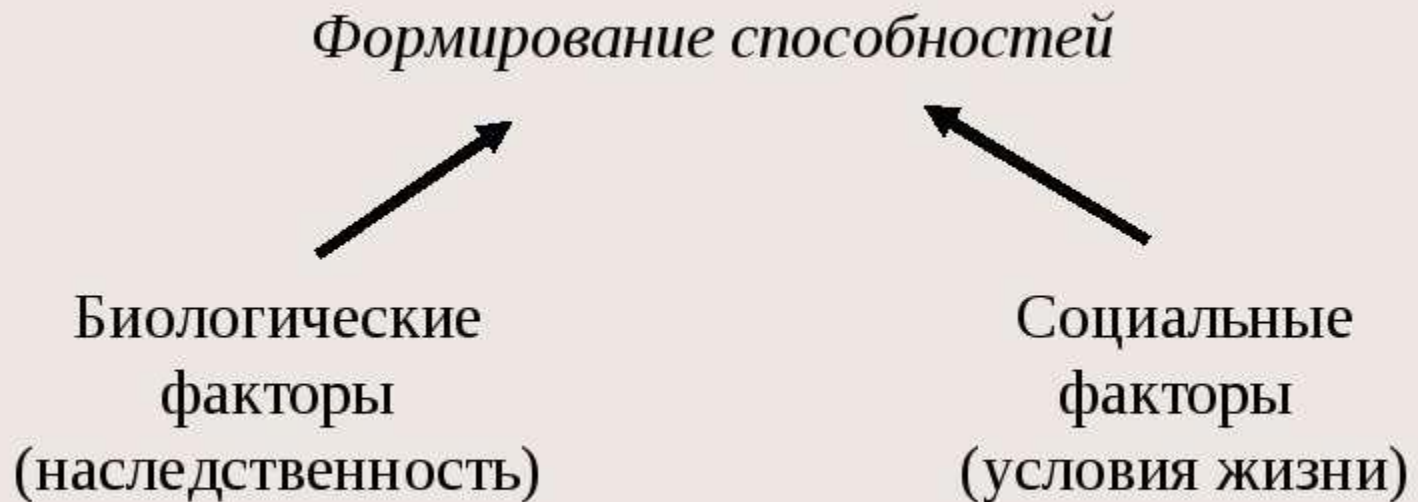 Формирование способностей
Биологические
факторы
(наследственность)
Социальные
факторы
(условия жизни)